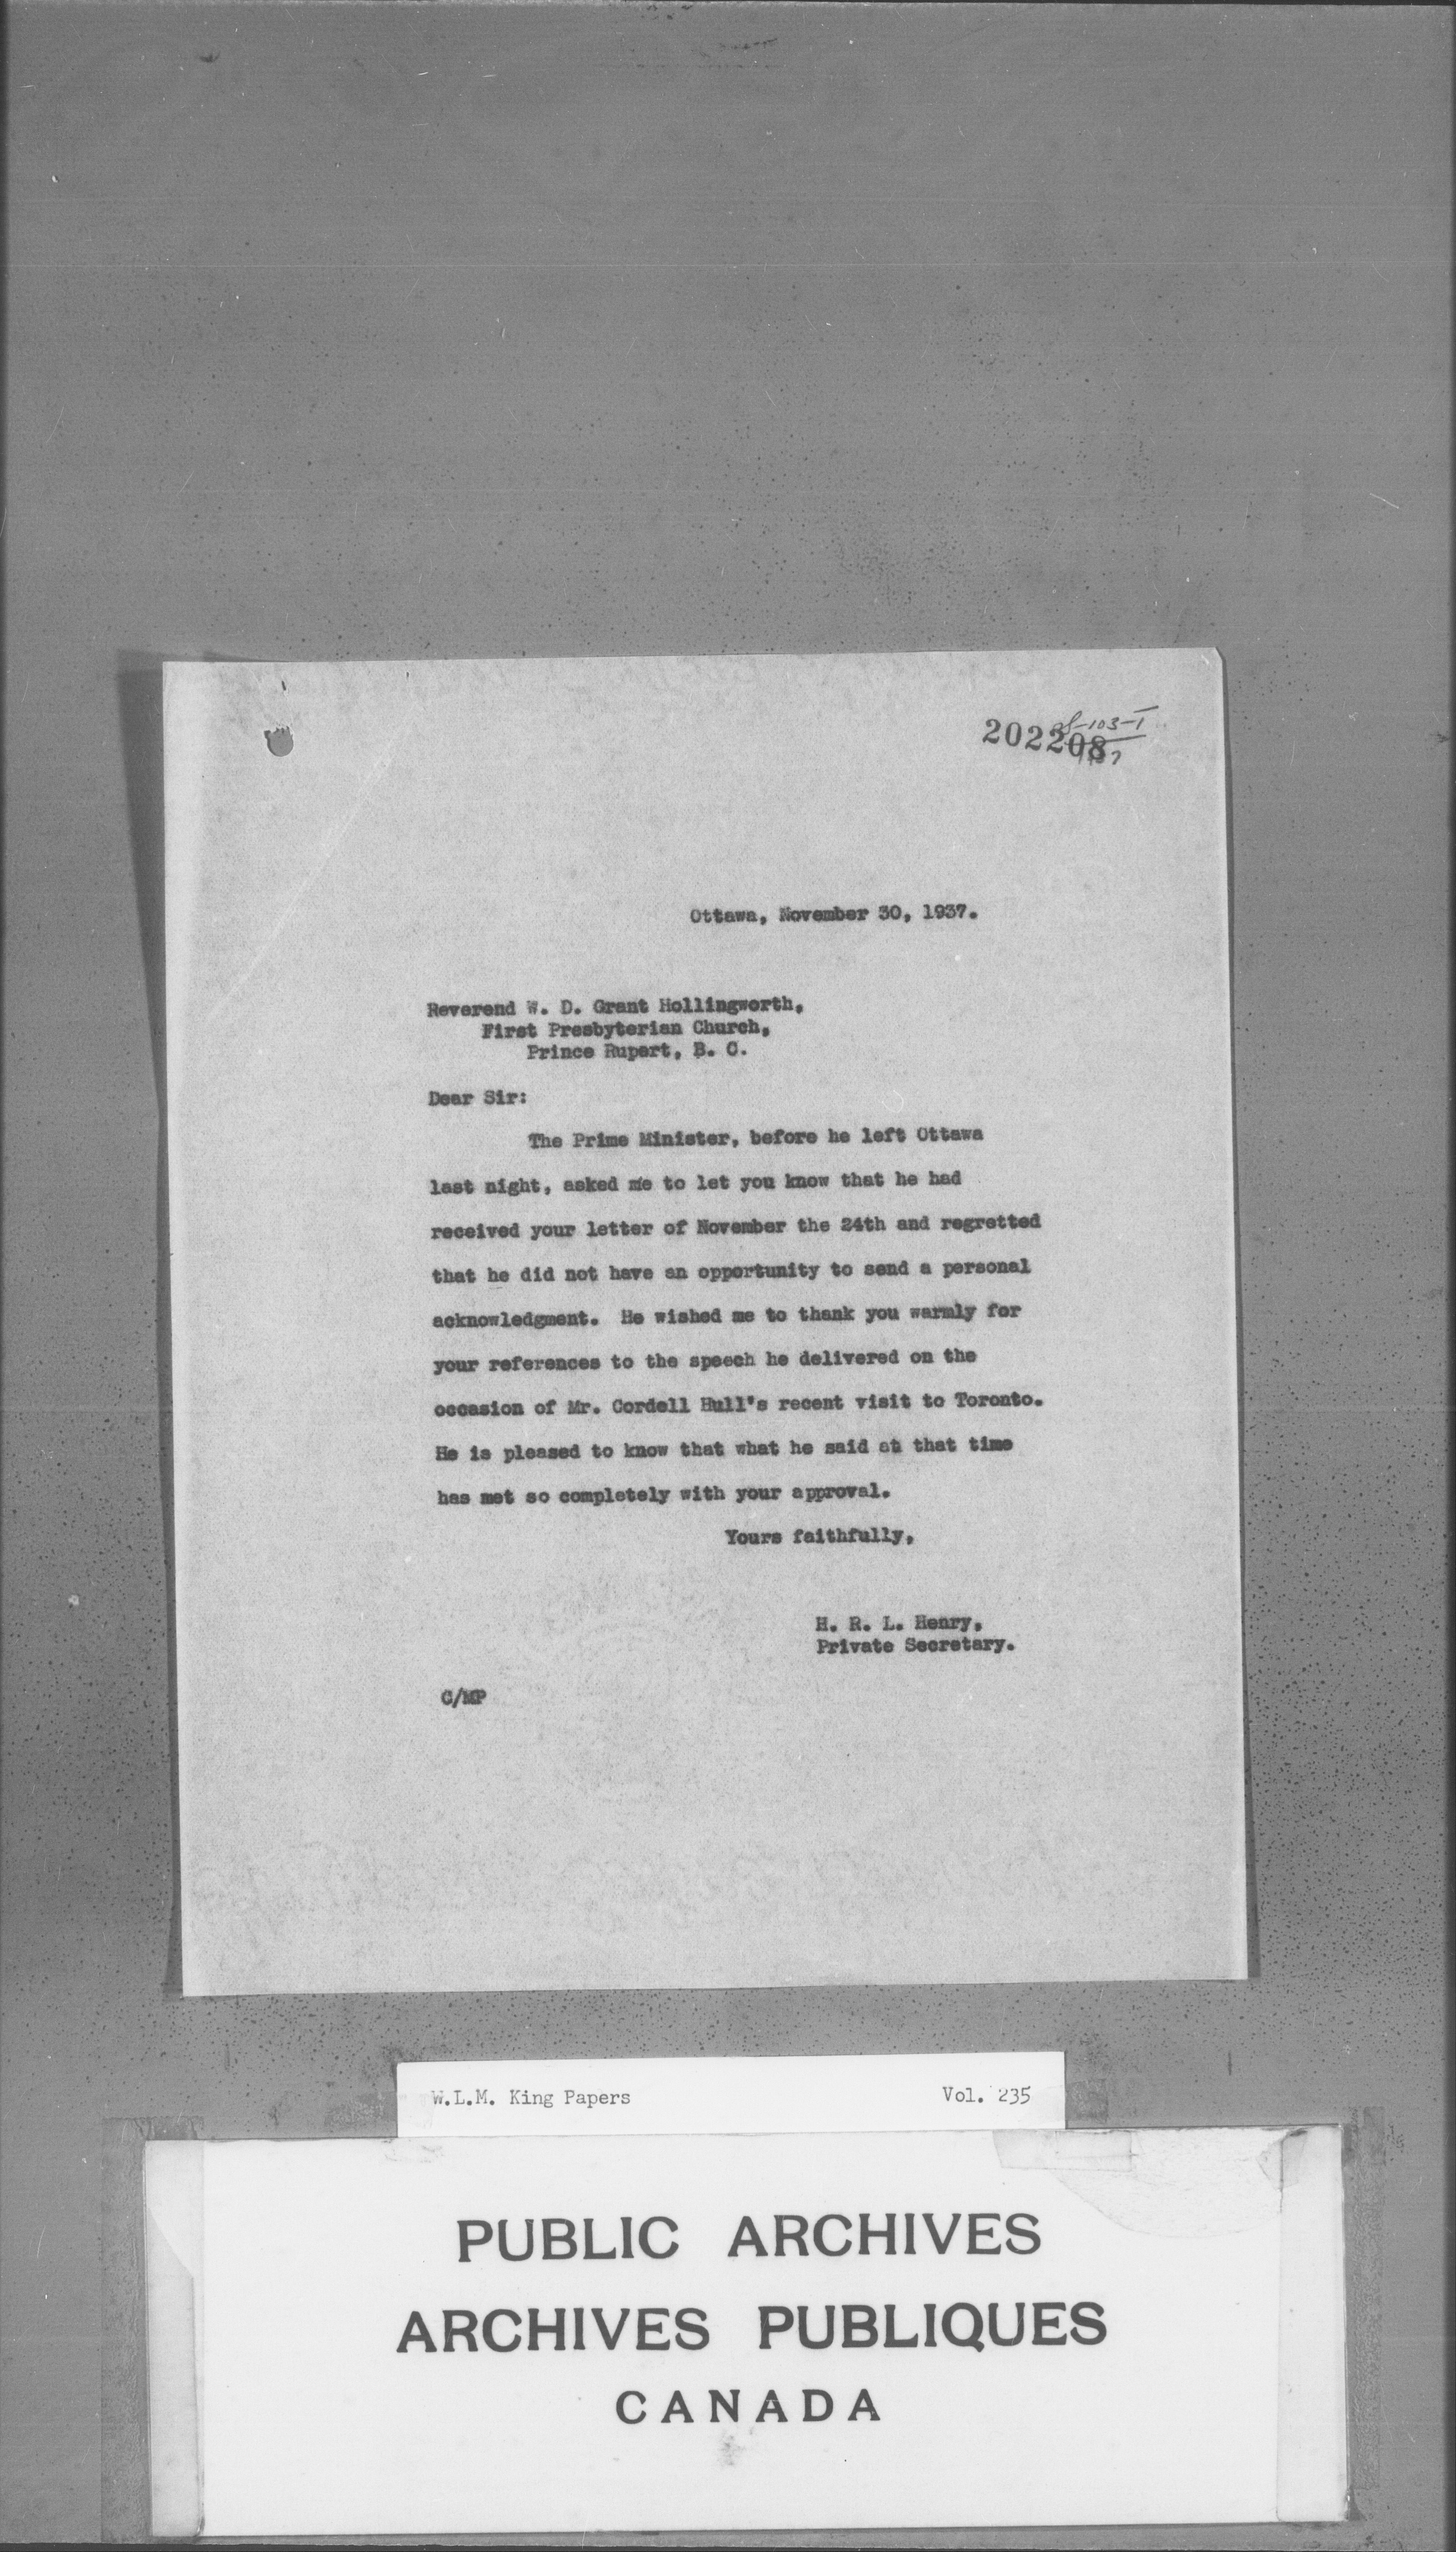 202208
Ottawa, November 30, 1937.
Reverend W. D. Grant Hollingworth,
First Presbyterian Church,
Prince Rupert, B. C.
Dear Sir:
The Prime Minister, before he left Ottawa
last night, asked me to let you know that he had
received your letter of November the 24th and regretted
that he did not have an opportunity to send a personal
acknowledgment. He wished me to thank you warmly for
your references to the speech he delivered on the
occasion of Mr. Cordell Hull's recent visit to Toronto.
He is pleased to know that what he said at that time
has met so completely with your approval.
Yours faithfully,
H. R. L. Henry,
Private Secretary.
C/MP
W.L.M. King Papers Vol. 235
PUBLIC ARCHIVES
ARCHIVES PUBLIQUES
CANADA